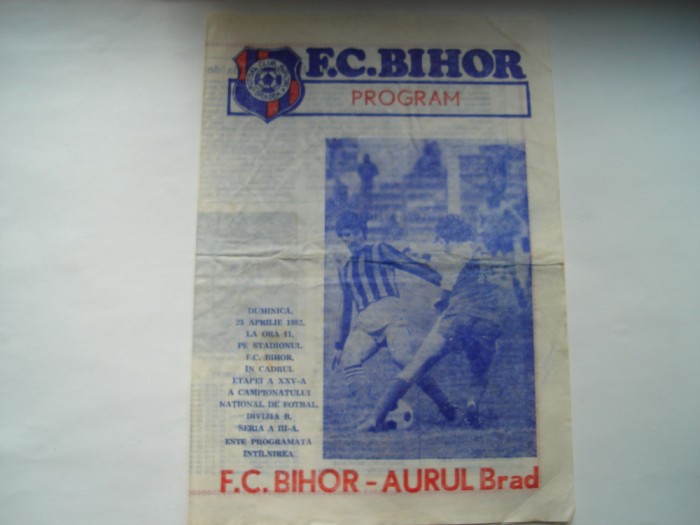 F.C. BIHOR
PROGRAM
DUMINICĂ,
25 APRILIE 1982,
LA ORA 11,
PE STADIONUL
F.C. BIHOR,
ÎN CADRUL
ETAPEI A XXV-A
A CAMPIONATULUI
NAȚIONAL DE FOTBAL,
DIVIZIA B,
SERIA A III-A,
ESTE PROGRAMATĂ
ÎNTÎLNIREA
F.C. BIHOR - AURUL Brad